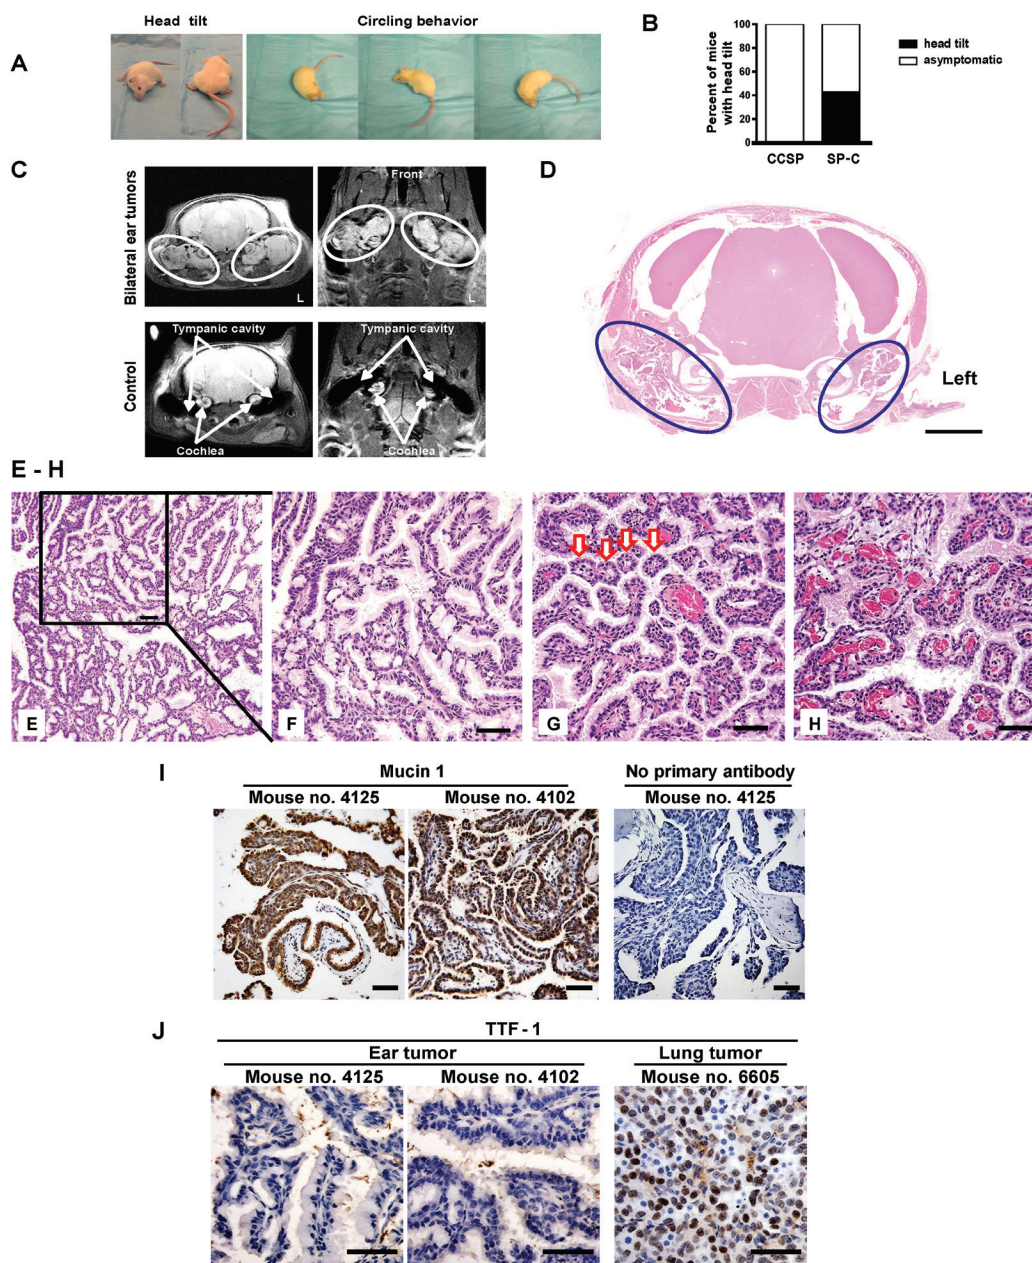 A
Head tilt
Circling behavior
B
Percent of mice
with head tilt
100
80
60
40
20
0
CCSP
SP-C
head tilt
asymptomatic
C
Bilateral ear tumors
Front
L
L
Control
Tympanic cavity
Tympanic cavity
Cochlea
Cochlea
D
Left
E - H
E
F
G
H
I
Mucin 1
No primary antibody
Mouse no. 4125
Mouse no. 4102
Mouse no. 4125
J
TTF - 1
Ear tumor
Lung tumor
Mouse no. 4125
Mouse no. 4102
Mouse no. 6605